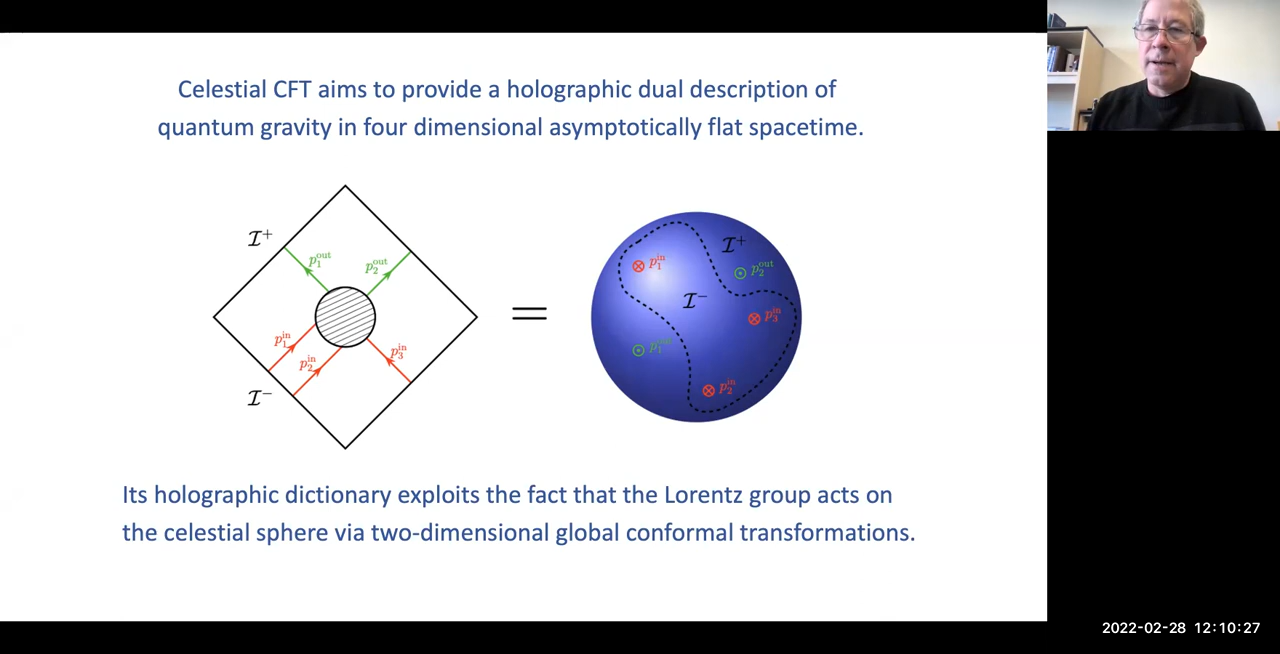 Celestial CFT aims to provide a holographic dual description of
quantum gravity in four dimensional asymptotically flat spacetime.
ℐ⁺
p₁ᵒᵘᵗ
p₂ᵒᵘᵗ
p₁ⁱⁿ
p₂ⁱⁿ
p₃ⁱⁿ
ℐ⁻
=
ℐ⁺
p₁ⁱⁿ
p₂ᵒᵘᵗ
ℐ⁻
p₃ⁱⁿ
p₁ᵒᵘᵗ
p₂ⁱⁿ
Its holographic dictionary exploits the fact that the Lorentz group acts on
the celestial sphere via two-dimensional global conformal transformations.
2022-02-28 12:10:27